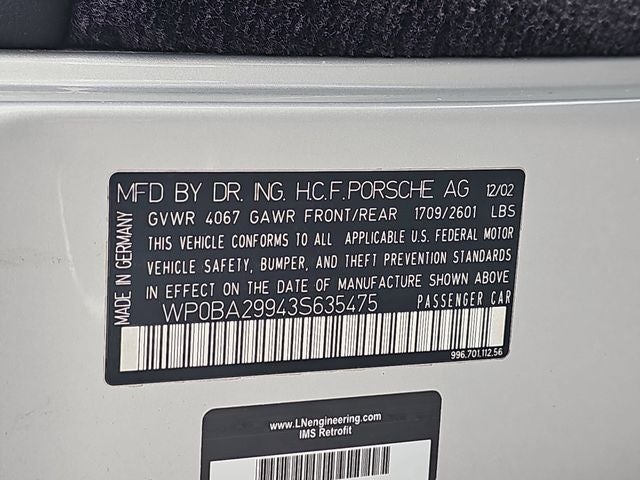 MFD BY DR. ING. H.C.F.PORSCHE AG 12/02
GVWR 4067 GAWR FRONT/REAR 1709/2601 LBS
THIS VEHICLE CONFORMS TO ALL APPLICABLE U.S. FEDERAL MOTOR
VEHICLE SAFETY, BUMPER, AND THEFT PREVENTION STANDARDS
IN EFFECT ON THE DATE OF MANUFACTURE SHOWN ABOVE
WP0BA29943S635475 PASSENGER CAR
996.701.112.56
MADE IN GERMANY
www.LNengineering.com
IMS Retrofit